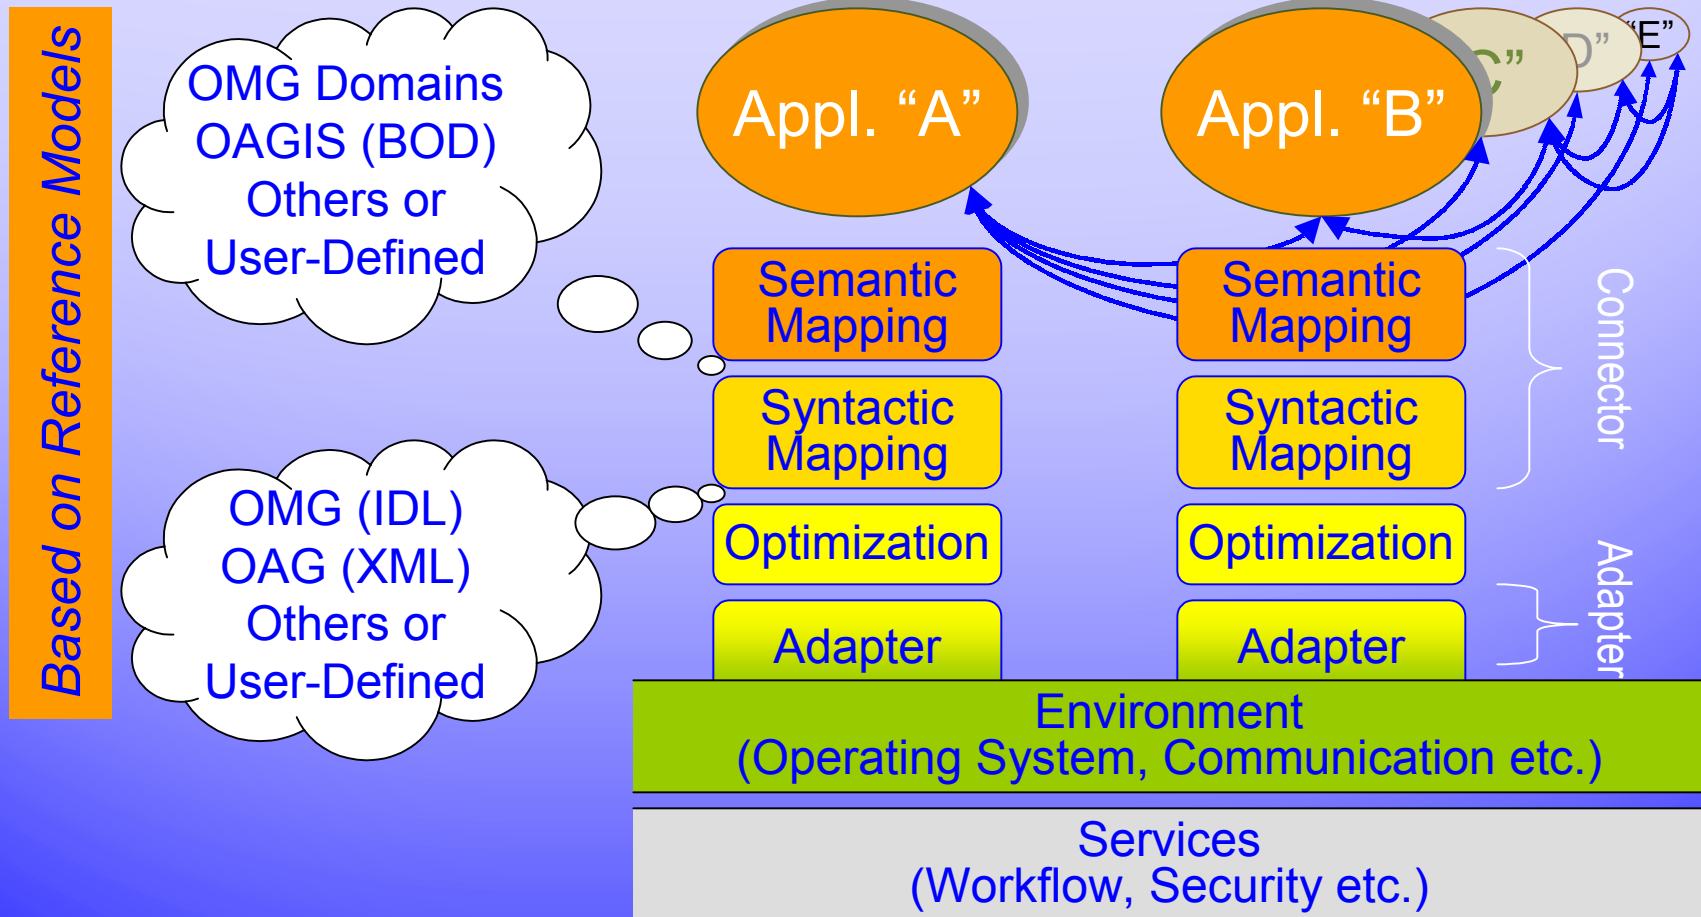 Based on Reference Models
OMG Domains
OAGIS (BOD)
Others or
User-Defined
OMG (IDL)
OAG (XML)
Others or
User-Defined
Appl. “A”
Appl. “B”
C”
D”
“E”
Semantic
Mapping
Syntactic
Mapping
Optimization
Adapter
Semantic
Mapping
Syntactic
Mapping
Optimization
Adapter
Connector
Adapter
Environment
(Operating System, Communication etc.)
Services
(Workflow, Security etc.)